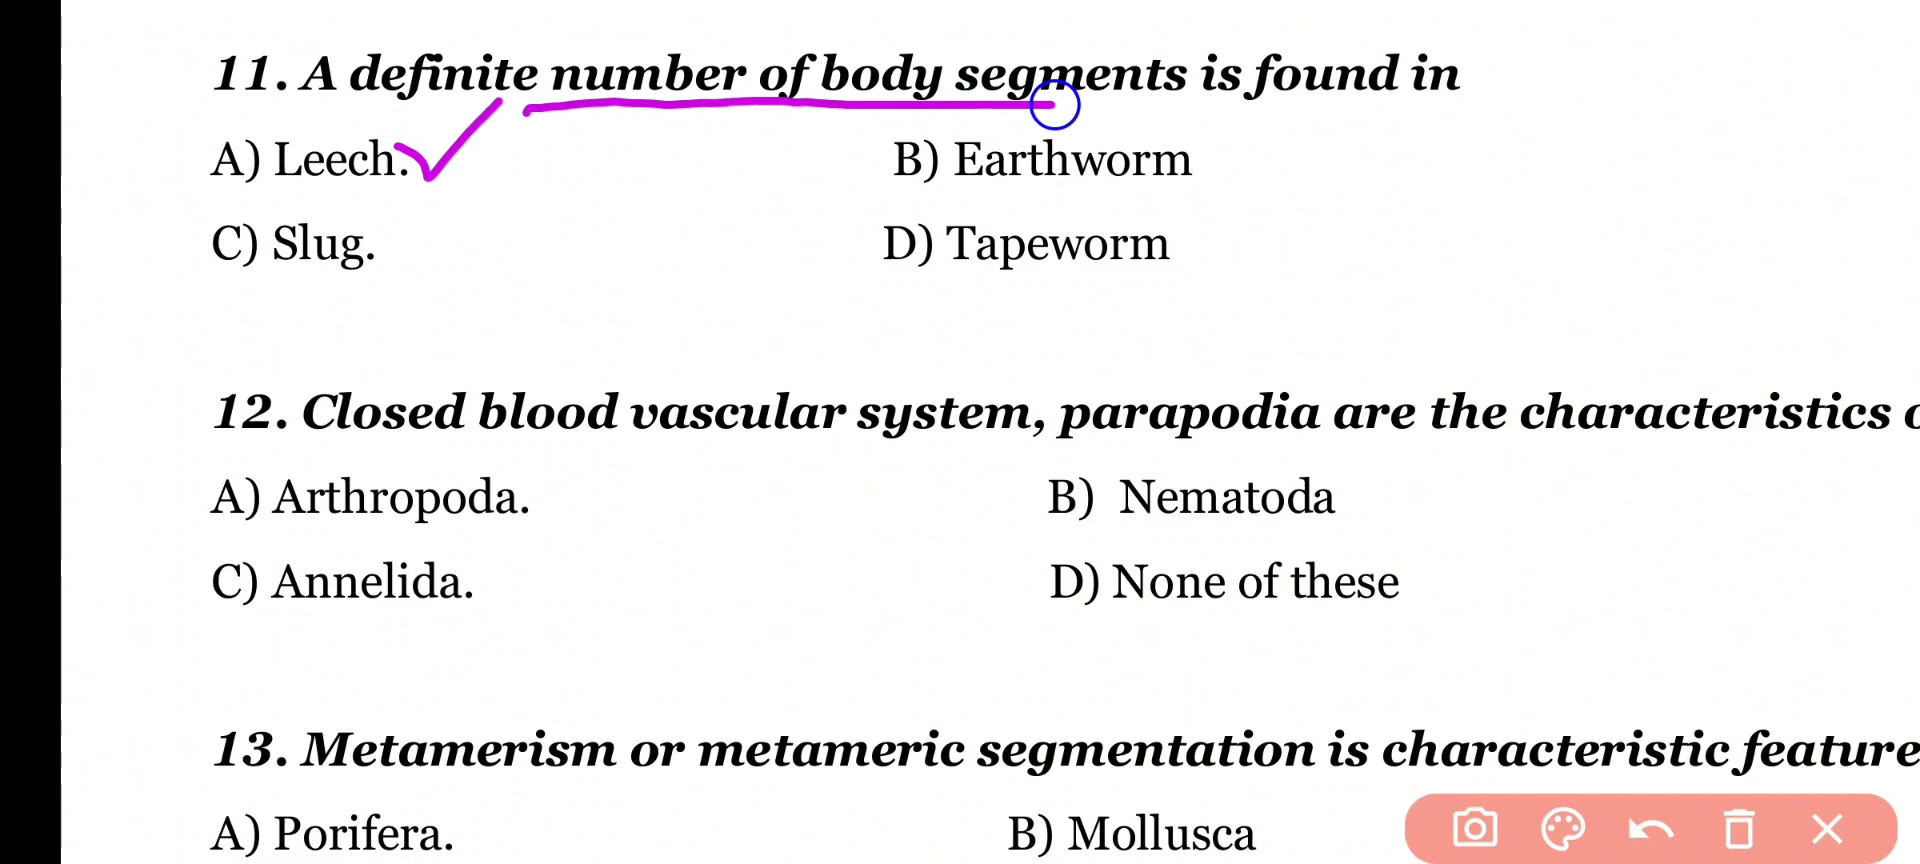 11. A definite number of body segments is found in
A) Leech. B) Earthworm
C) Slug. D) Tapeworm
12. Closed blood vascular system, parapodia are the characteristics
A) Arthropoda. B) Nematoda
C) Annelida. D) None of these
13. Metamerism or metameric segmentation is characteristic feature
A) Porifera. B) Mollusca